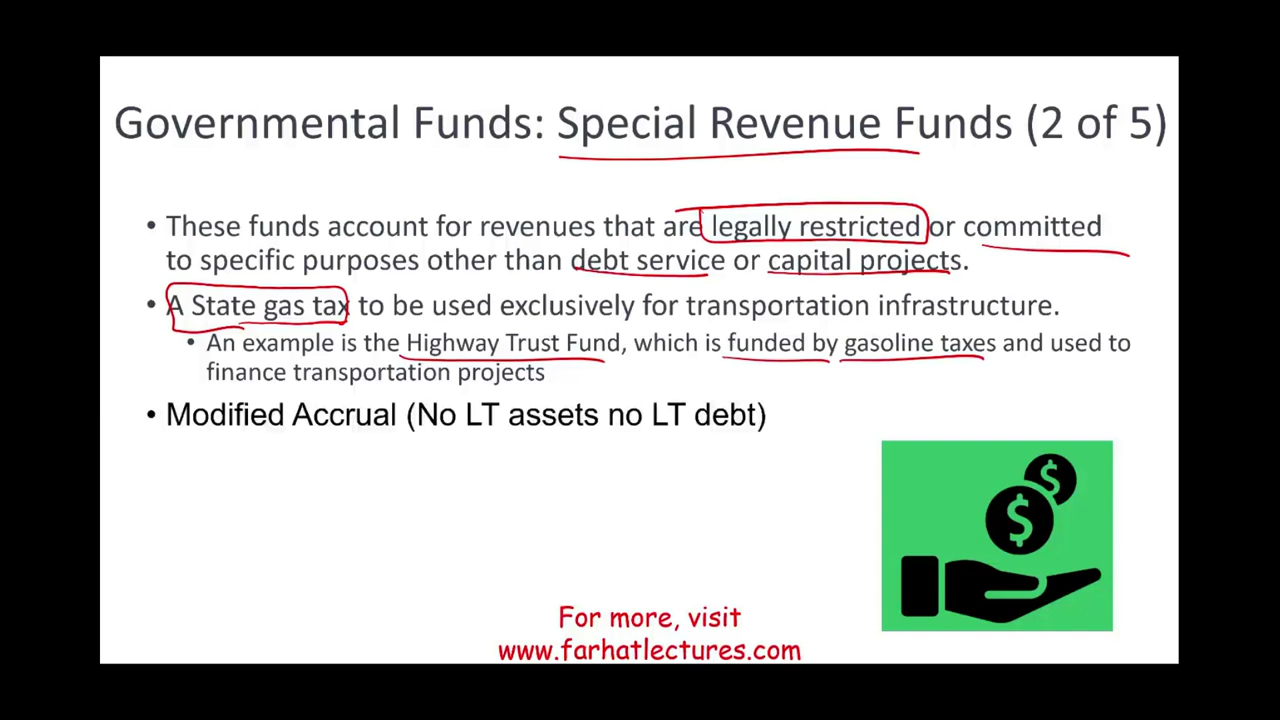 Governmental Funds: Special Revenue Funds (2 of 5)
• These funds account for revenues that are legally restricted or committed
to specific purposes other than debt service or capital projects.
• A State gas tax to be used exclusively for transportation infrastructure.
• An example is the Highway Trust Fund, which is funded by gasoline taxes and used to
finance transportation projects
• Modified Accrual (No LT assets no LT debt)
$
$
For more, visit
www.farhatlectures.com